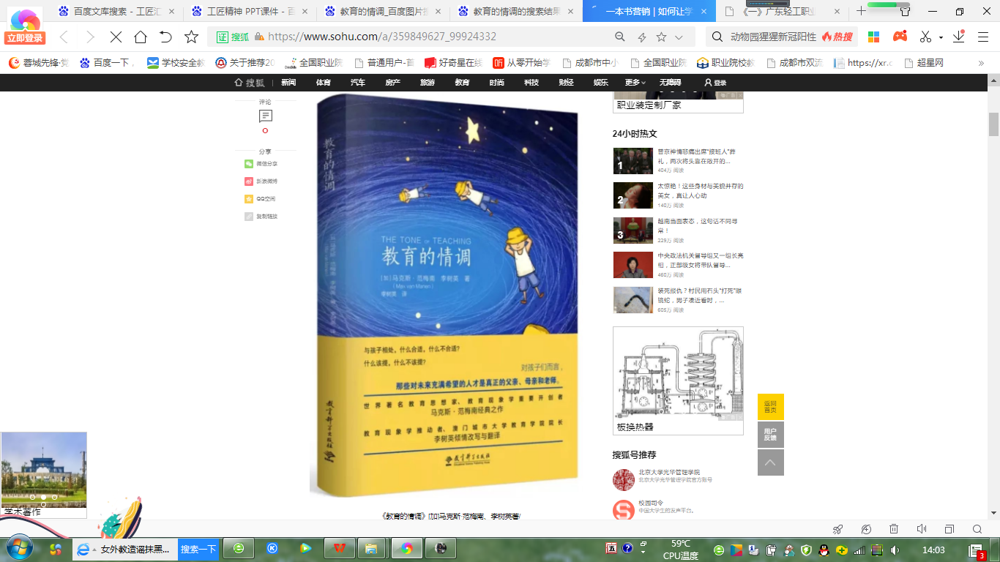 百度文库搜索 - 工匠汇
工匠精神 PPT课件 - 百
教育的情调_百度图片搜
教育的情调的搜索结果
一本书营销 | 如何让学
《一》广东轻工职业
立即登录
证 搜狐
https://www.sohu.com/a/359849627_99924332
动物园猩猩新冠阳性
热搜
蓉城先锋·党
百度一下，
学校安全教
关于推荐20
全国职业院
普通用户-首
好奇星在线
从零开始学
成都市中小
全国职业院
职业院校教
成都市双流
https://xr.c
超星网
搜狐
新闻
体育
汽车
房产
旅游
教育
时尚
科技
财经
娱乐
更多
无障碍
登录
评论
0
分享
微信分享
新浪微博
QQ空间
复制链接
教育的情调
THE TONE OF TEACHING
教育的情调
[加]马克斯·范梅南 李树英 著
(Max van Manen)
李树英 译
与孩子相处，什么合适，什么不合适？
什么该提，什么不该提？
对孩子们而言，
那些对未来充满希望的人才是真正的父亲、母亲和老师。
世界著名教育思想家、教育现象学重要开创者
马克斯·范梅南经典之作
教育现象学推动者、澳门城市大学教育学院院长
李树英倾情改写与翻译
教育科学出版社
教育科学出版社
《教育的情调》[加]马克斯·范梅南、李树英著/
职业装定制厂家
24小时热文
1
普京神情悲痛出席"接班人"葬
礼，两次将头靠在敞开的...
404万 阅读
2
太惊艳！这些身材与美貌并存的
美女，真让人心动
140万 阅读
3
越南当面表态，这句话不同寻
常！
229万 阅读
中央政法机关督导组又一组长亮
相，正部级女将带队督导...
460万 阅读
装死报仇？村民用石头"打死"眼
镜蛇，男子凑近看时，...
605万 阅读
板换热器
搜狐号推荐
北京大学光华管理学院
北京大学光华管理学院官方账号
校园司令
中国大学生的发声平台。
返回
首页
用户
反馈
学术著作
女外教造谣抹黑...
搜索一下
五
59℃
CPU温度
14:03
3